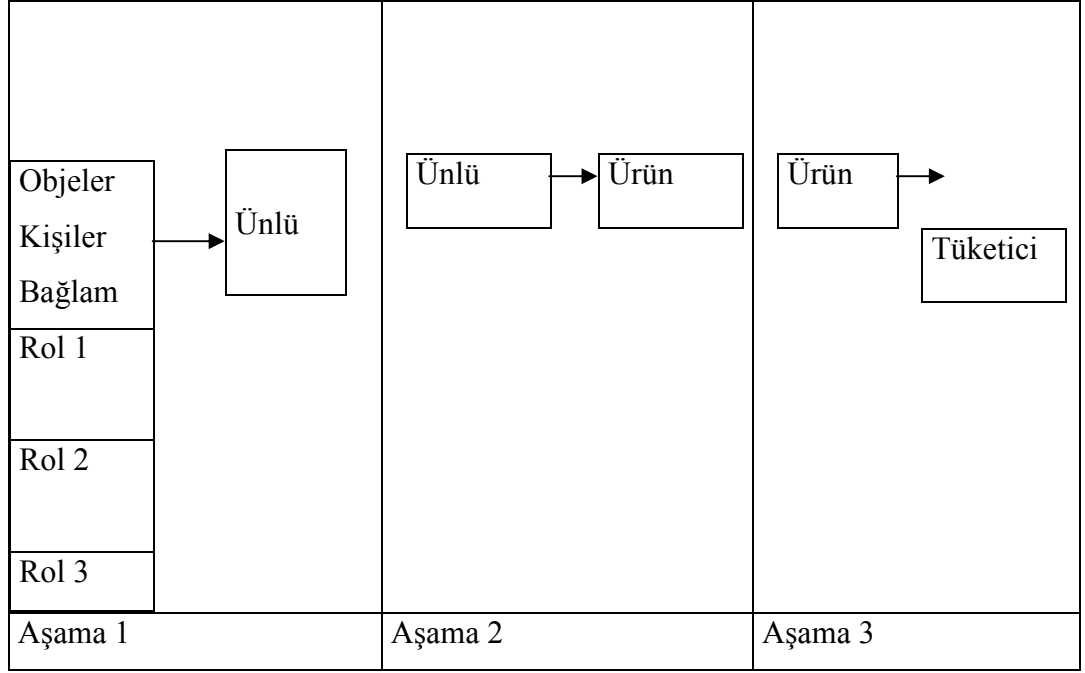 Objeler
Kişiler
Bağlam
Rol 1
Rol 2
Rol 3
Ünlü
Ünlü
Ürün
Ürün
Tüketici
Aşama 1
Aşama 2
Aşama 3